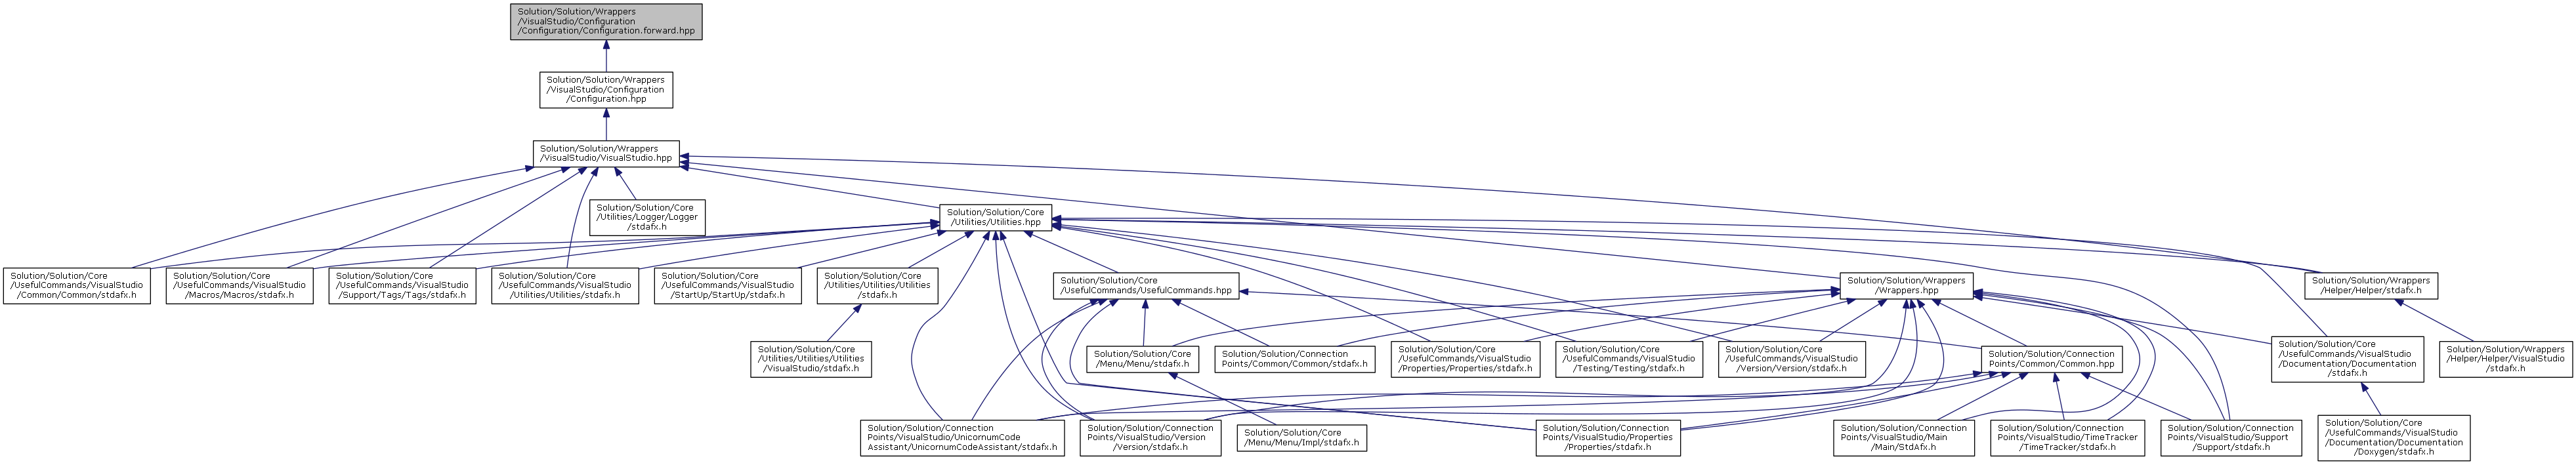 Solution/Solution/Wrappers
/VisualStudio/Configuration
/Configuration/Configuration.forward.hpp
Solution/Solution/Wrappers
/VisualStudio/Configuration
/Configuration.hpp
Solution/Solution/Wrappers
/VisualStudio/VisualStudio.hpp
Solution/Solution/Core
/Utilities/Logger/Logger
/stdafx.h
Solution/Solution/Core
/Utilities/Utilities.hpp
Solution/Solution/Core
/UsefulCommands/VisualStudio
/Common/Common/stdafx.h
Solution/Solution/Core
/UsefulCommands/VisualStudio
/Macros/Macros/stdafx.h
Solution/Solution/Core
/UsefulCommands/VisualStudio
/Support/Tags/Tags/stdafx.h
Solution/Solution/Core
/UsefulCommands/VisualStudio
/Utilities/Utilities/stdafx.h
Solution/Solution/Core
/UsefulCommands/VisualStudio
/StartUp/StartUp/stdafx.h
Solution/Solution/Core
/Utilities/Utilities/Utilities
/stdafx.h
Solution/Solution/Core
/UsefulCommands/UsefulCommands.hpp
Solution/Solution/Wrappers
/Wrappers.hpp
Solution/Solution/Wrappers
/Helper/Helper/stdafx.h
Solution/Solution/Core
/Utilities/Utilities/Utilities
/VisualStudio/stdafx.h
Solution/Solution/Core
/Menu/Menu/stdafx.h
Solution/Solution/Connection
Points/Common/Common/stdafx.h
Solution/Solution/Core
/UsefulCommands/VisualStudio
/Properties/Properties/stdafx.h
Solution/Solution/Core
/UsefulCommands/VisualStudio
/Testing/Testing/stdafx.h
Solution/Solution/Core
/UsefulCommands/VisualStudio
/Version/Version/stdafx.h
Solution/Solution/Connection
Points/Common/Common.hpp
Solution/Solution/Core
/UsefulCommands/VisualStudio
/Documentation/Documentation
/stdafx.h
Solution/Solution/Wrappers
/Helper/Helper/VisualStudio
/stdafx.h
Solution/Solution/Connection
Points/VisualStudio/UnicornumCode
Assistant/UnicornumCodeAssistant/stdafx.h
Solution/Solution/Connection
Points/VisualStudio/Version
/Version/stdafx.h
Solution/Solution/Core
/Menu/Menu/Impl/stdafx.h
Solution/Solution/Connection
Points/VisualStudio/Properties
/Properties/stdafx.h
Solution/Solution/Connection
Points/VisualStudio/Main
/Main/StdAfx.h
Solution/Solution/Connection
Points/VisualStudio/TimeTracker
/TimeTracker/stdafx.h
Solution/Solution/Connection
Points/VisualStudio/Support
/Support/stdafx.h
Solution/Solution/Core
/UsefulCommands/VisualStudio
/Documentation/Documentation
/Doxygen/stdafx.h